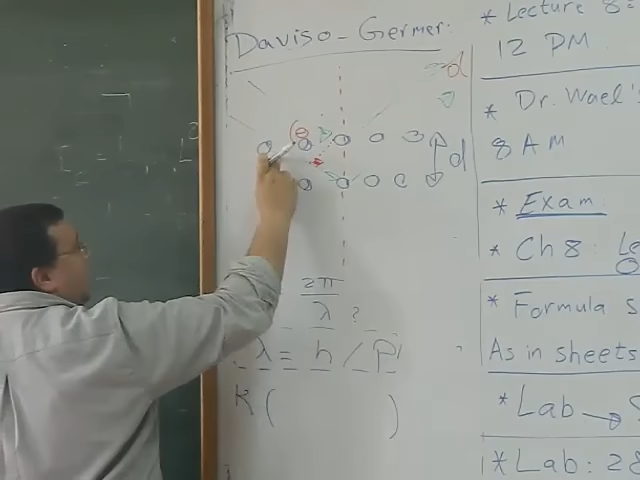 Daviso-Germer.
d
d
2π
λ ?
λ = h / p'
K ( )
* Lecture 8:
12 PM
* Dr. Wael's
8 AM
* Exam
* Ch 8: Le
* Formula s
As in sheets
* Lab → 
* Lab: 28